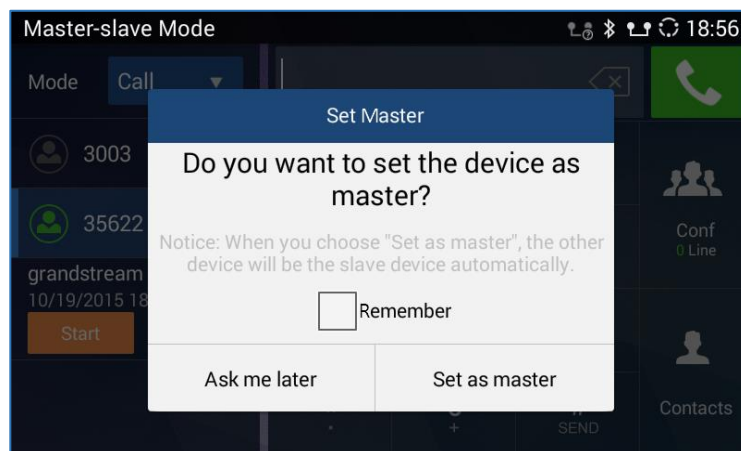 Master-slave Mode
18:56
Mode
Call
Set Master
Do you want to set the device as
master?
Notice: When you choose "Set as master", the other
device will be the slave device automatically.
Remember
Ask me later
Set as master
3003
35622
grandstream
10/19/2015 18
Start
Conf
0 Line
Contacts
+
SEND